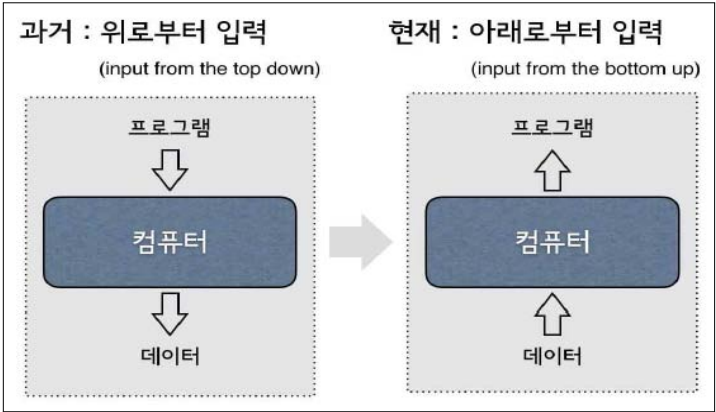 과거 : 위로부터 입력
(input from the top down)
프로그램
컴퓨터
데이터
현재 : 아래로부터 입력
(input from the bottom up)
프로그램
컴퓨터
데이터